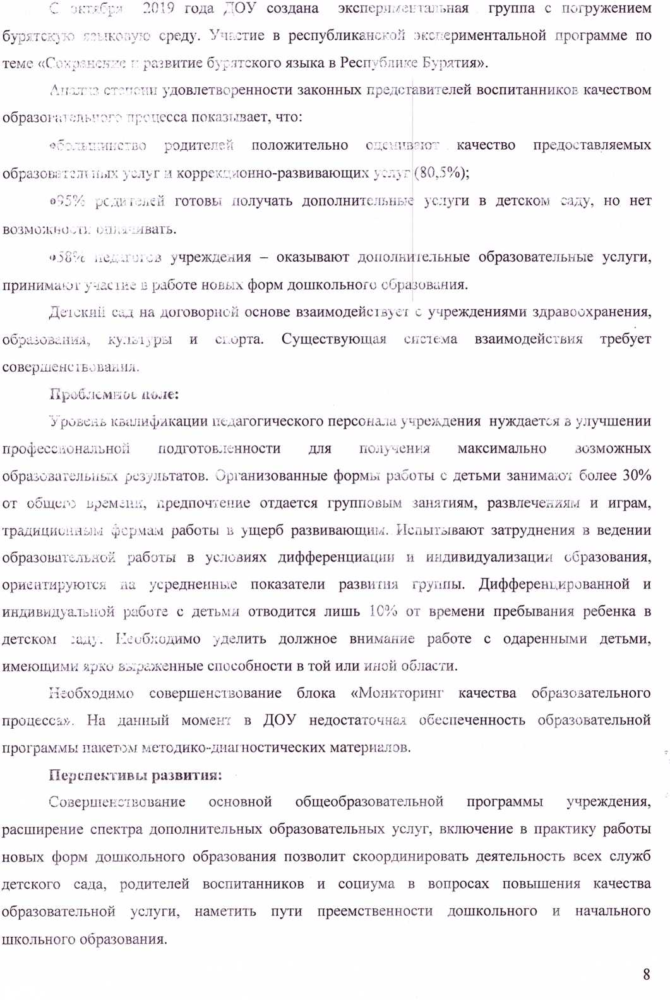 С октября 2019 года ДОУ создана экспериментальная группа с погружением
бурятскую языковую среду. Участие в республиканской экспериментальной программе по
теме «Сохранение и развитие бурятского языка в Республике Бурятия».
Анализ степени удовлетворенности законных представителей воспитанников качеством
образовательного процесса показывает, что:
•большинство родителей положительно оценивают качество предоставляемых
образовательных услуг и коррекционно-развивающих услуг (80,5%);
•95% родителей готовы получать дополнительные услуги в детском саду, но нет
возможности оплачивать.
•58% педагогов учреждения – оказывают дополнительные образовательные услуги,
принимают участие в работе новых форм дошкольного образования.
Детский сад на договорной основе взаимодействует с учреждениями здравоохранения,
образования, культуры и спорта. Существующая система взаимодействия требует
совершенствования.
Проблемное поле:
Уровень квалификации педагогического персонала учреждения нуждается в улучшении
профессиональной подготовленности для получения максимально возможных
образовательных результатов. Организованные формы работы с детьми занимают более 30%
от общего времени, предпочтение отдается групповым занятиям, развлечениям и играм,
традиционным формам работы в ущерб развивающим. Испытывают затруднения в ведении
образовательной работы в условиях дифференциации и индивидуализации образования,
ориентируются на усредненные показатели развития группы. Дифференцированной и
индивидуальной работе с детьми отводится лишь 10% от времени пребывания ребенка в
детском саду. Необходимо уделить должное внимание работе с одаренными детьми,
имеющими ярко выраженные способности в той или иной области.
Необходимо совершенствование блока «Мониторинг качества образовательного
процесса». На данный момент в ДОУ недостаточная обеспеченность образовательной
программы пакетом методико-диагностических материалов.
Перспективы развития:
Совершенствование основной общеобразовательной программы учреждения,
расширение спектра дополнительных образовательных услуг, включение в практику работы
новых форм дошкольного образования позволит скоординировать деятельность всех служб
детского сада, родителей воспитанников и социума в вопросах повышения качества
образовательной услуги, наметить пути преемственности дошкольного и начального
школьного образования.
8